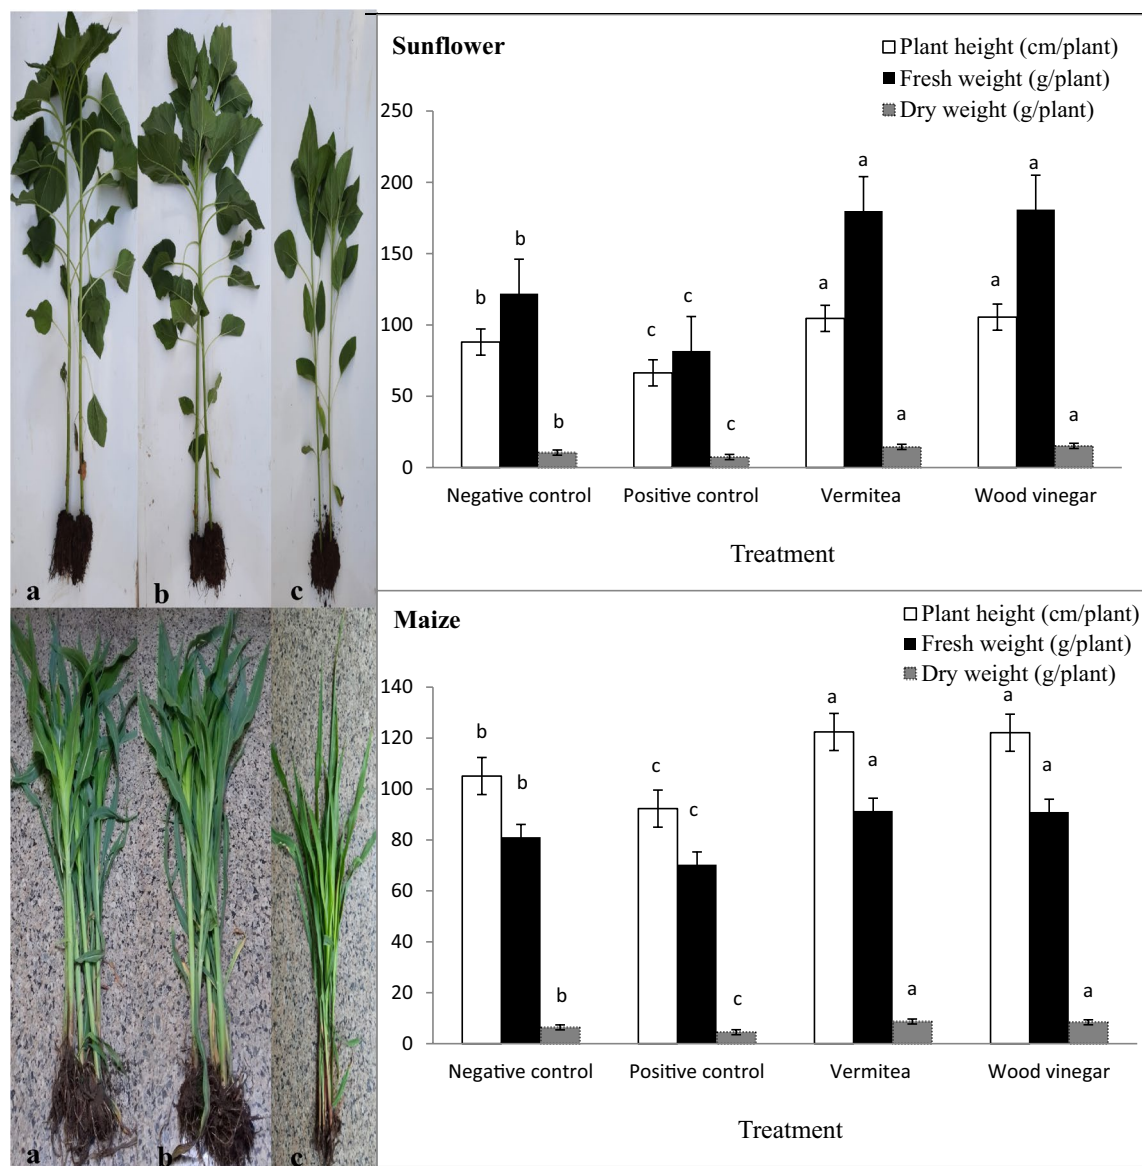 Sunflower
Plant height (cm/plant)
Fresh weight (g/plant)
Dry weight (g/plant)
250
200
150
100
50
0
b
b
b
c
c
c
a
a
a
a
a
a
Negative control
Positive control
Vermitea
Wood vinegar
Treatment
a
b
c
Maize
Plant height (cm/plant)
Fresh weight (g/plant)
Dry weight (g/plant)
140
120
100
80
60
40
20
0
b
b
b
c
c
c
a
a
a
a
a
a
Negative control
Positive control
Vermitea
Wood vinegar
Treatment
a
b
c